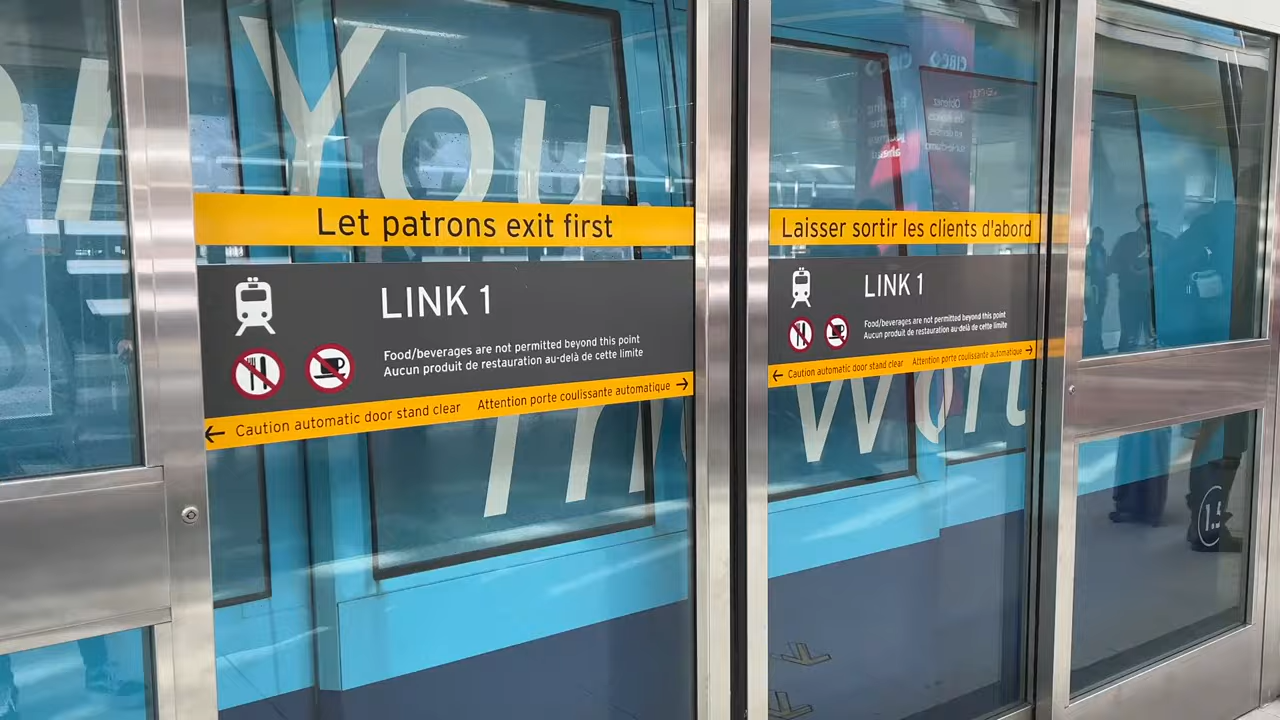 You
Let patrons exit first
LINK 1
Food/beverages are not permitted beyond this point
Aucun produit de restauration au-delà de cette limite
← Caution automatic door stand clear Attention porte coulissante automatique →
CIBC
Laisser sortir les clients d'abord
LINK 1
Food/beverages are not permitted beyond this point
Aucun produit de restauration au-delà de cette limite
← Caution automatic door stand clear Attention porte coulissante automatique →